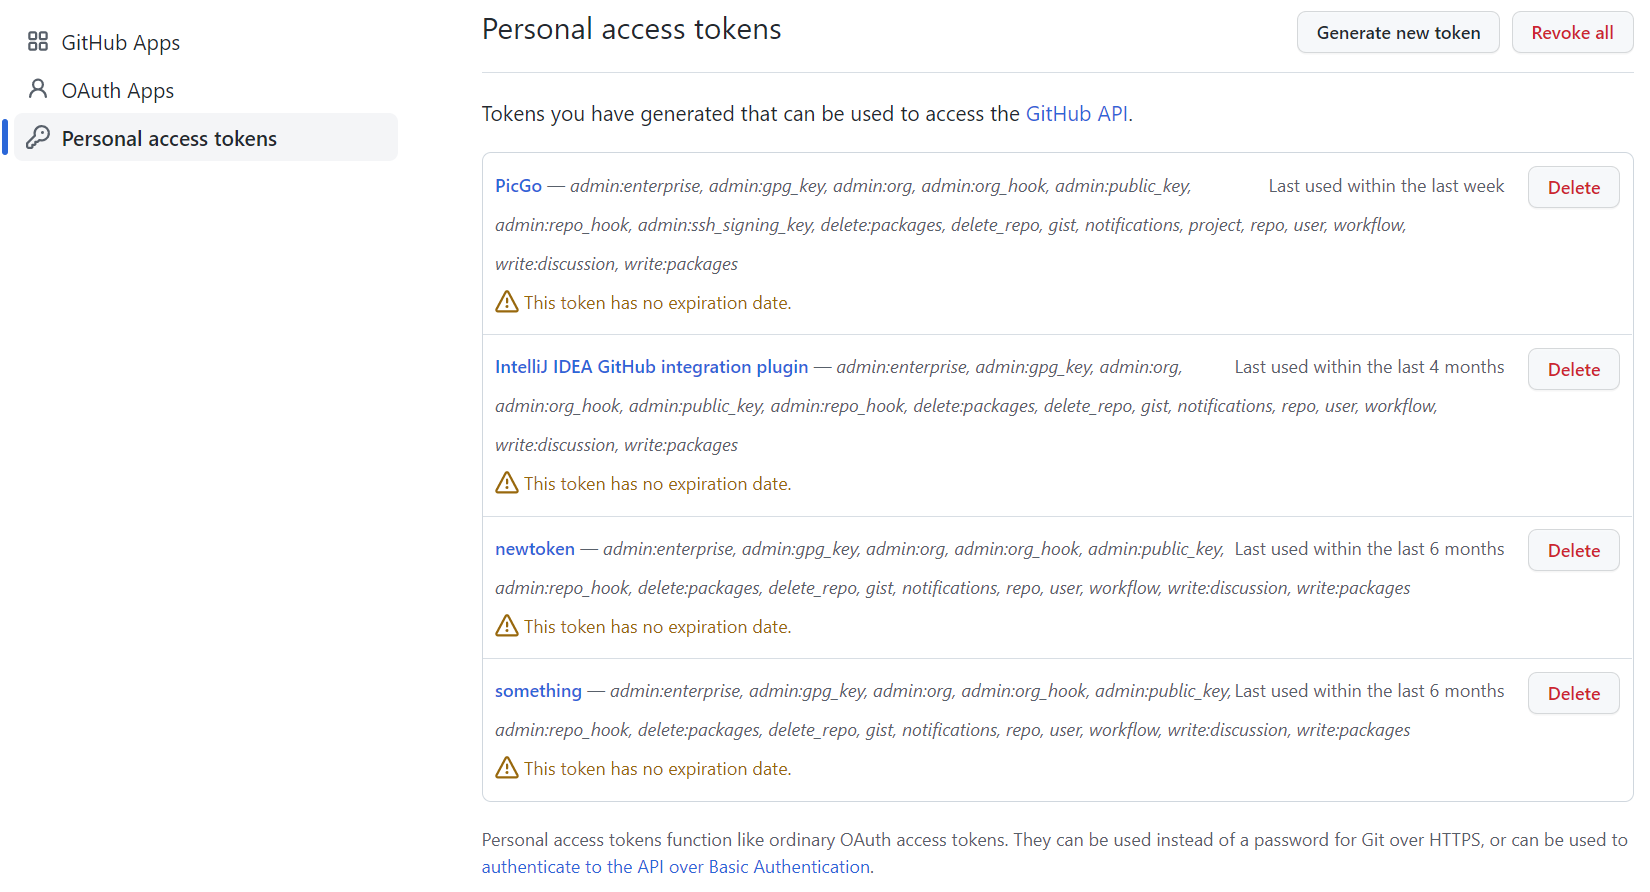 GitHub Apps
OAuth Apps
Personal access tokens
Personal access tokens
Generate new token
Revoke all
Tokens you have generated that can be used to access the GitHub API.
PicGo — admin:enterprise, admin:gpg_key, admin:org, admin:org_hook, admin:public_key,
Last used within the last week
Delete
admin:repo_hook, admin:ssh_signing_key, delete:packages, delete_repo, gist, notifications, project, repo, user, workflow,
write:discussion, write:packages
This token has no expiration date.
IntelliJ IDEA GitHub integration plugin — admin:enterprise, admin:gpg_key, admin:org,
Last used within the last 4 months
Delete
admin:org_hook, admin:public_key, admin:repo_hook, delete:packages, delete_repo, gist, notifications, repo, user, workflow,
write:discussion, write:packages
This token has no expiration date.
newtoken — admin:enterprise, admin:gpg_key, admin:org, admin:org_hook, admin:public_key,
Last used within the last 6 months
Delete
admin:repo_hook, delete:packages, delete_repo, gist, notifications, repo, user, workflow, write:discussion, write:packages
This token has no expiration date.
something — admin:enterprise, admin:gpg_key, admin:org, admin:org_hook, admin:public_key,
Last used within the last 6 months
Delete
admin:repo_hook, delete:packages, delete_repo, gist, notifications, repo, user, workflow, write:discussion, write:packages
This token has no expiration date.
Personal access tokens function like ordinary OAuth access tokens. They can be used instead of a password for Git over HTTPS, or can be used to
authenticate to the API over Basic Authentication.